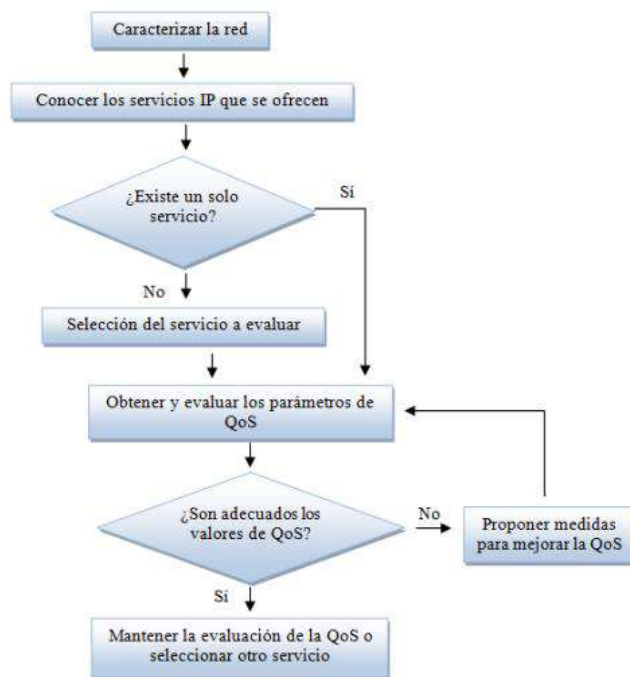 Caracterizar la red
Conocer los servicios IP que se ofrecen
¿Existe un solo
servicio?
Sí
No
Selección del servicio a evaluar
Obtener y evaluar los parámetros de
QoS
¿Son adecuados los
valores de QoS?
No
Proponer medidas
para mejorar la QoS
Sí
Mantener la evaluación de la QoS o
seleccionar otro servicio